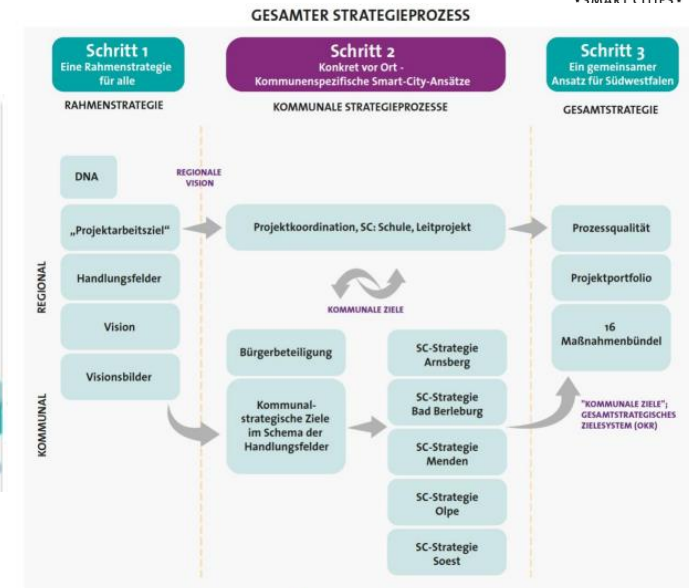 • SMART CITIES •
GESAMTER STRATEGIEPROZESS
Schritt 1
Eine Rahmenstrategie
für alle
RAHMENSTRATEGIE
Schritt 2
Konkret vor Ort -
Kommunenspezifische Smart-City-Ansätze
KOMMUNALE STRATEGIEPROZESSE
Schritt 3
Ein gemeinsamer
Ansatz für Südwestfalen
GESAMTSTRATEGIE
REGIONAL
KOMMUNAL
DNA
„Projektarbeitsziel“
Handlungsfelder
Vision
Visionsbilder
REGIONALE
VISION
Projektkoordination, SC: Schule, Leitprojekt
KOMMUNALE ZIELE
Bürgerbeteiligung
Kommunal-
strategische Ziele
im Schema der
Handlungsfelder
SC-Strategie
Arnsberg
SC-Strategie
Bad Berleburg
SC-Strategie
Menden
SC-Strategie
Olpe
SC-Strategie
Soest
Prozessqualität
Projektportfolio
16
Maßnahmenbündel
"KOMMUNALE ZIELE";
GESAMTSTRATEGISCHES
ZIELESYSTEM (OKR)